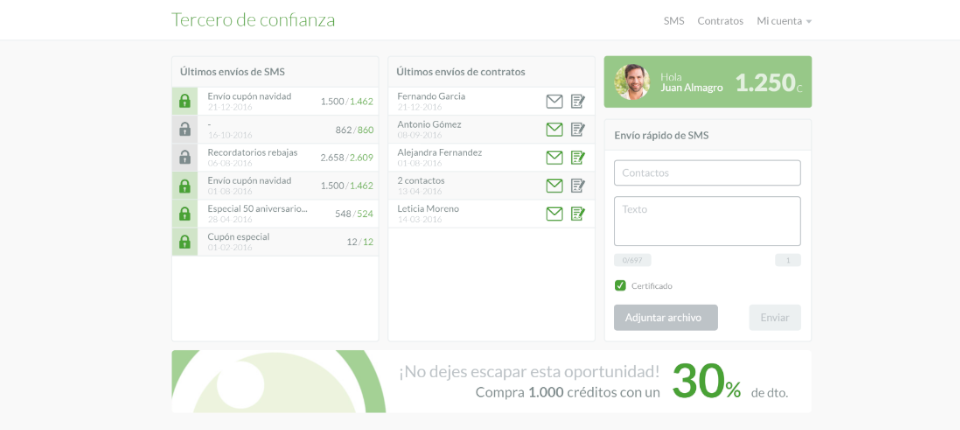 Tercero de confianza
SMS Contratos Mi cuenta
Últimos envíos de SMS
Envío cupón navidad
21-12-2016
1.500/1.462
-
16-10-2016
862/860
Recordatorios rebajas
06-08-2016
2.658/2.609
Envío cupón navidad
01-08-2016
1.500/1.462
Especial 50 aniversario...
28-04-2016
548/524
Cupón especial
01-02-2016
12/12
Últimos envíos de contratos
Fernando García
21-12-2016
Antonio Gómez
08-09-2016
Alejandra Fernandez
01-08-2016
2 contactos
13-04-2016
Leticia Moreno
14-03-2016
Hola
Juan Almagro
1.250c
Envío rápido de SMS
Contactos
Texto
0/697
1
Certificado
Adjuntar archivo
Enviar
¡No dejes escapar esta oportunidad!
Compra 1.000 créditos con un 30% de dto.